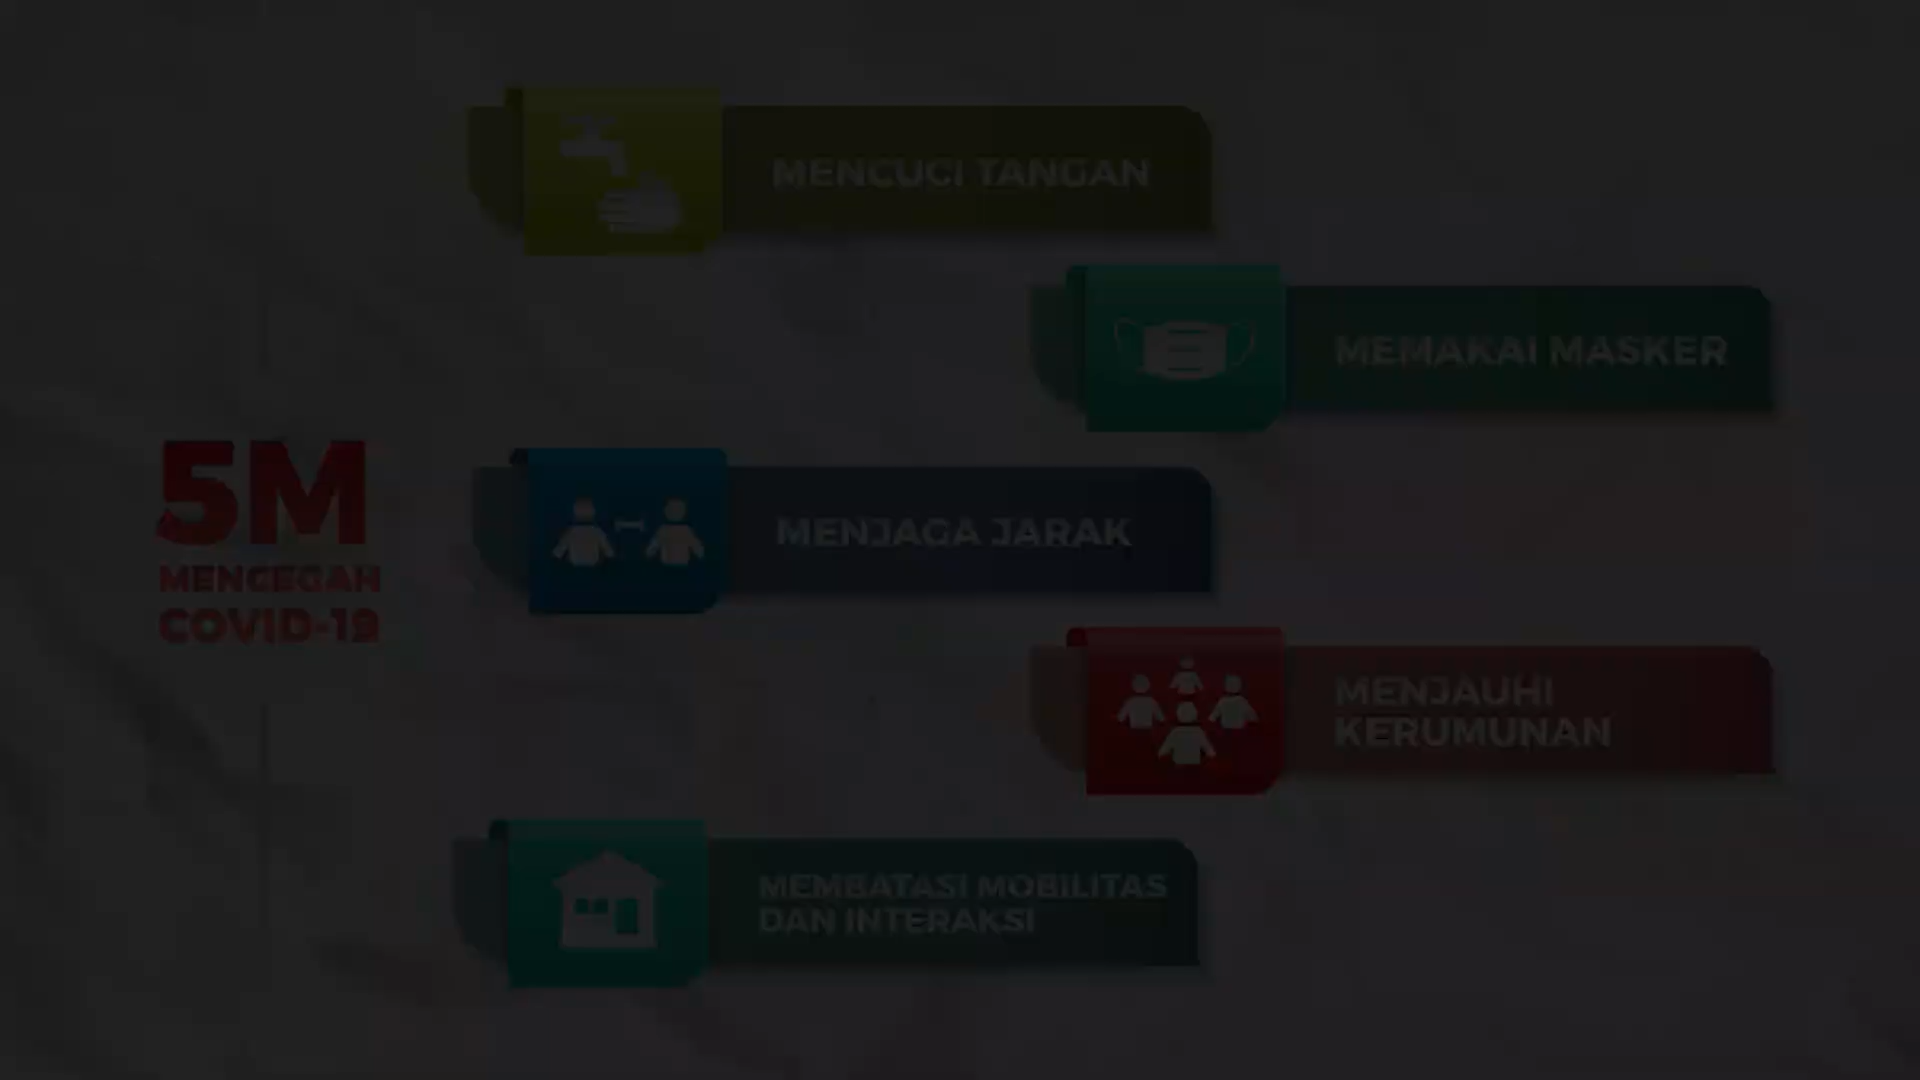 5M
MENCEGAH
COVID-19
MENCUCI TANGAN
MEMAKAI MASKER
MENJAGA JARAK
MENJAUHI
KERUMUNAN
MEMBATASI MOBILITAS
DAN INTERAKSI